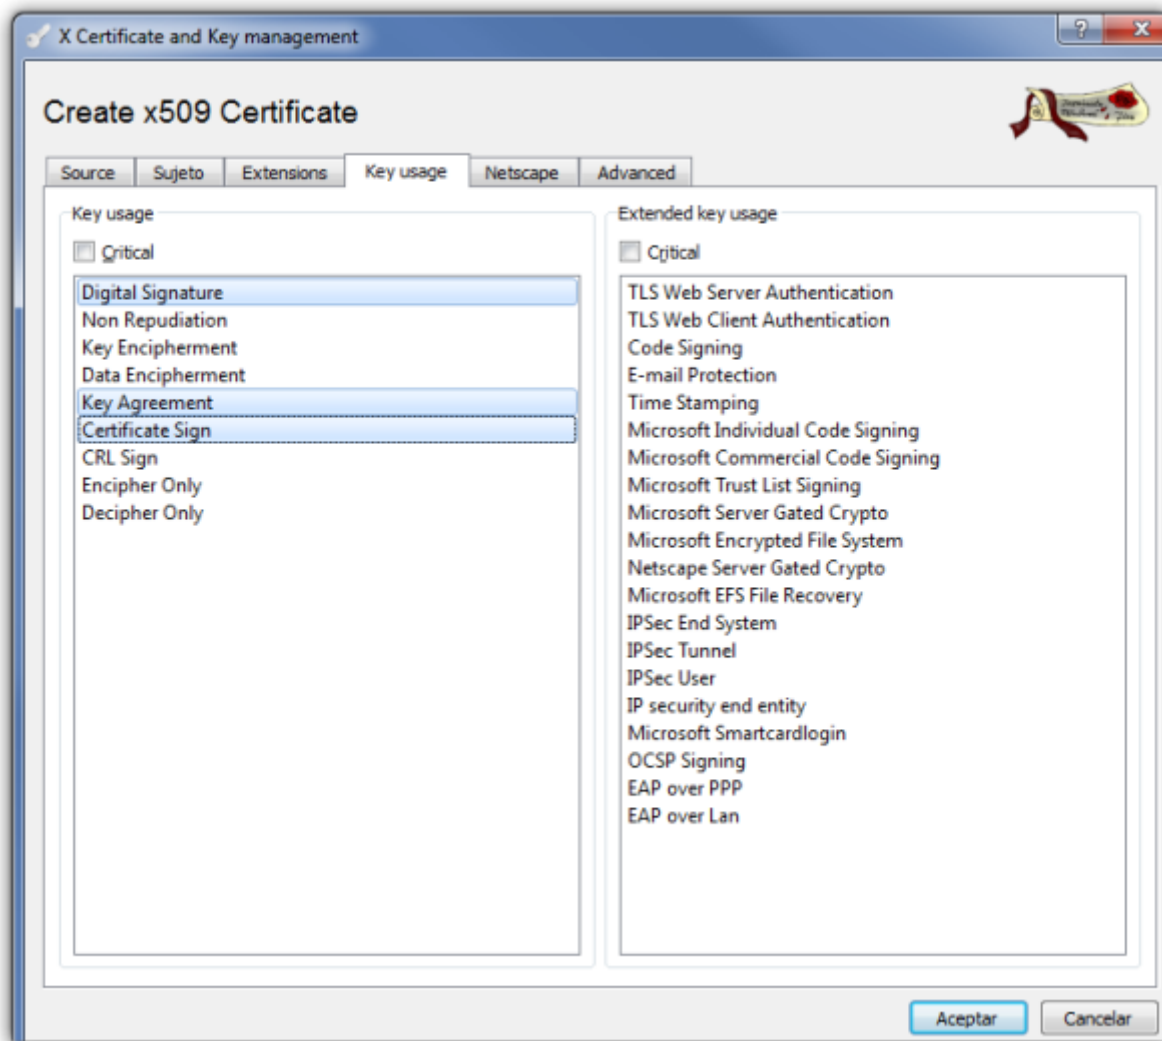 X Certificate and Key management
Create x509 Certificate
Source Sujeto Extensions Key usage Netscape Advanced
Key usage
Critical
Digital Signature
Non Repudiation
Key Encipherment
Data Encipherment
Key Agreement
Certificate Sign
CRL Sign
Encipher Only
Decipher Only
Extended key usage
Critical
TLS Web Server Authentication
TLS Web Client Authentication
Code Signing
E-mail Protection
Time Stamping
Microsoft Individual Code Signing
Microsoft Commercial Code Signing
Microsoft Trust List Signing
Microsoft Server Gated Crypto
Microsoft Encrypted File System
Netscape Server Gated Crypto
Microsoft EFS File Recovery
IPSec End System
IPSec Tunnel
IPSec User
IP security end entity
Microsoft Smartcardlogin
OCSP Signing
EAP over PPP
EAP over Lan
Aceptar Cancelar